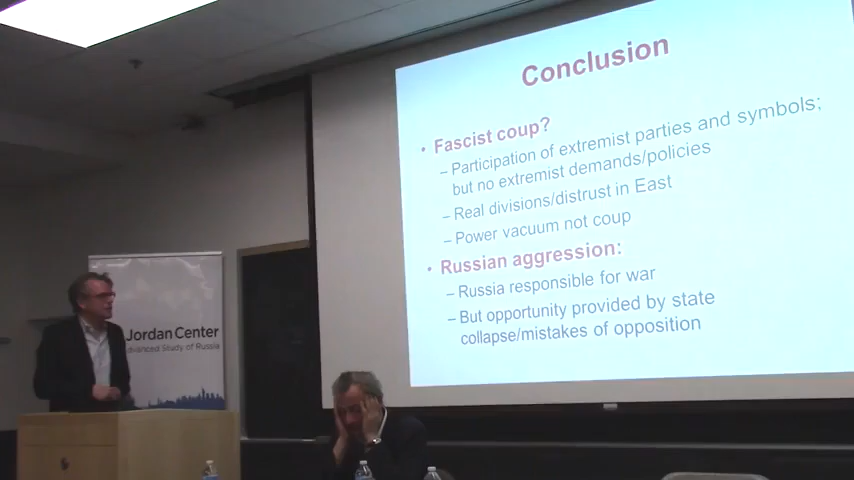 Conclusion
• Fascist coup?
– Participation of extremist parties and symbols;
but no extremist demands/policies
– Real divisions/distrust in East
– Power vacuum not coup
• Russian aggression:
– Russia responsible for war
– But opportunity provided by state
collapse/mistakes of opposition
Jordan Center
Advanced Study of Russia